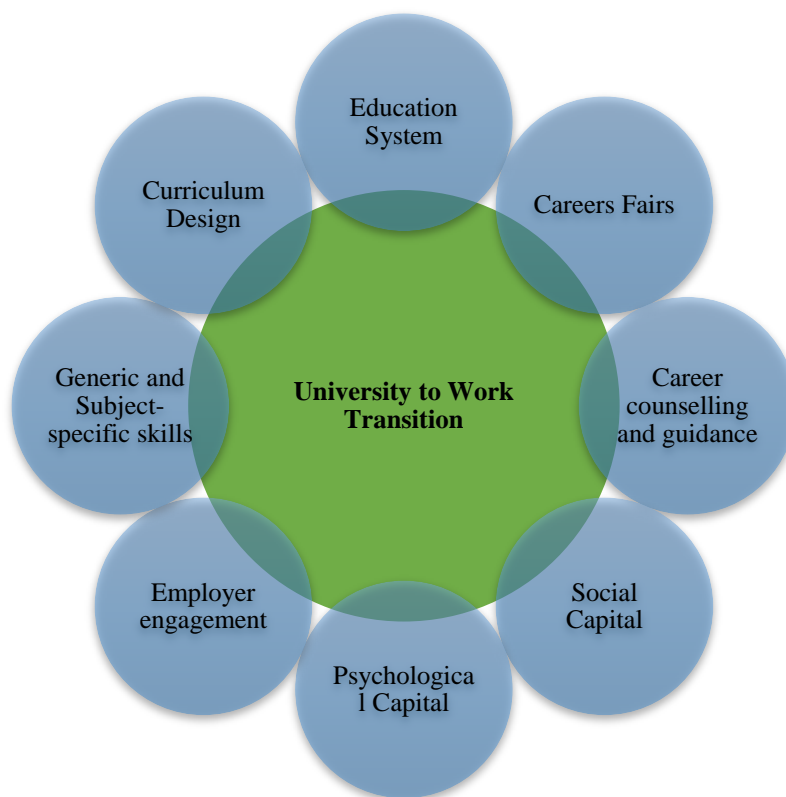 Education
System
Careers Fairs
Career
counselling
and guidance
Social
Capital
Psychologica
l Capital
Employer
engagement
Generic and
Subject-
specific skills
Curriculum
Design
University to Work
Transition